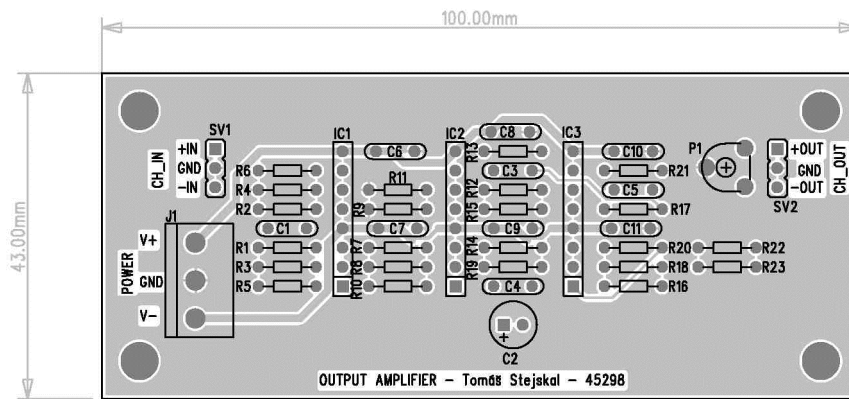 100.00mm
43.00mm
SV1
+IN
GND
-IN
CH_IN
IC1
IC2
IC3
C8
R13
C6
C10
P1
+OUT
GND
-OUT
CH_OUT
SV2
R6
R4
R2
R11
R9
C3
R12
R15
R21
C5
R17
J1
C1
C7
C9
C11
V+
GND
V-
POWER
R1
R3
R5
R7
R8
R10
R14
R19
C4
R20
R18
R16
R22
R23
+
C2
OUTPUT AMPLIFIER - Tomáš Stejskal - 45298